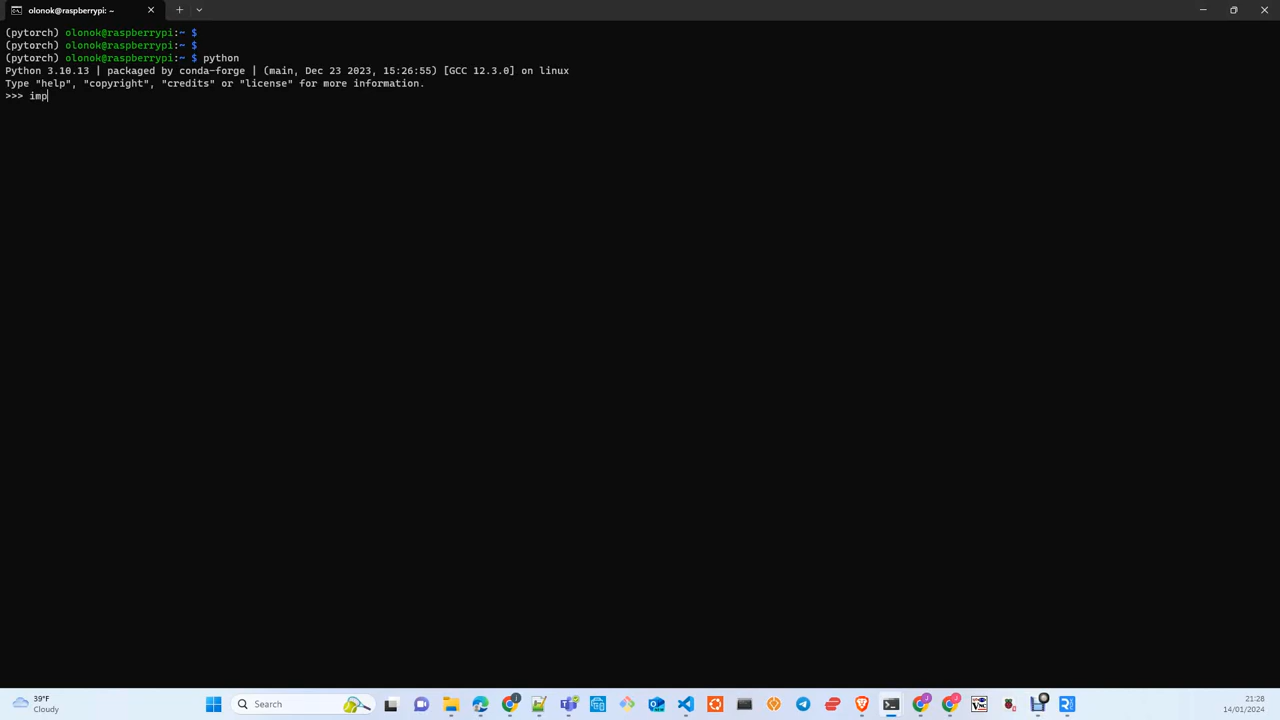 olonok@raspberrypi: ~
(pytorch) olonok@raspberrypi:~ $
(pytorch) olonok@raspberrypi:~ $
(pytorch) olonok@raspberrypi:~ $ python
Python 3.10.13 | packaged by conda-forge | (main, Dec 23 2023, 15:26:55) [GCC 12.3.0] on linux
Type "help", "copyright", "credits" or "license" for more information.
>>> imp
39°F
Cloudy
Search
21:28
14/01/2024